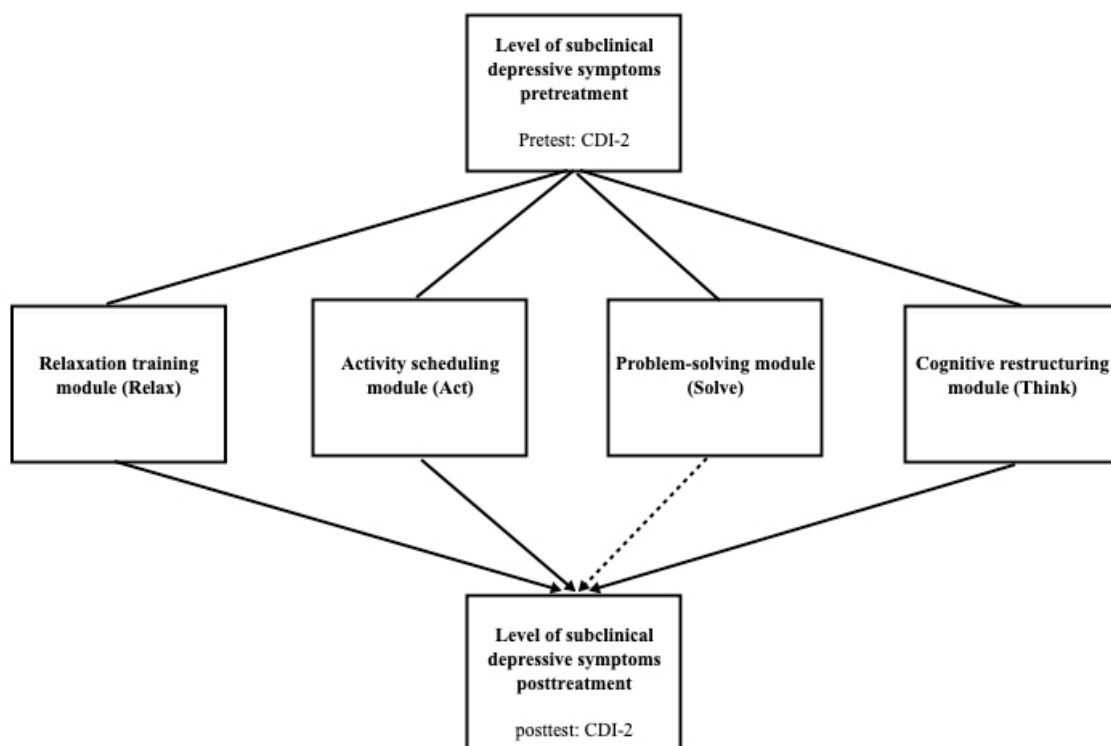 Level of subclinical
depressive symptoms
pretreatment
Pretest: CDI-2
Relaxation training
module (Relax)
Activity scheduling
module (Act)
Problem-solving module
(Solve)
Cognitive restructuring
module (Think)
Level of subclinical
depressive symptoms
posttreatment
posttest: CDI-2